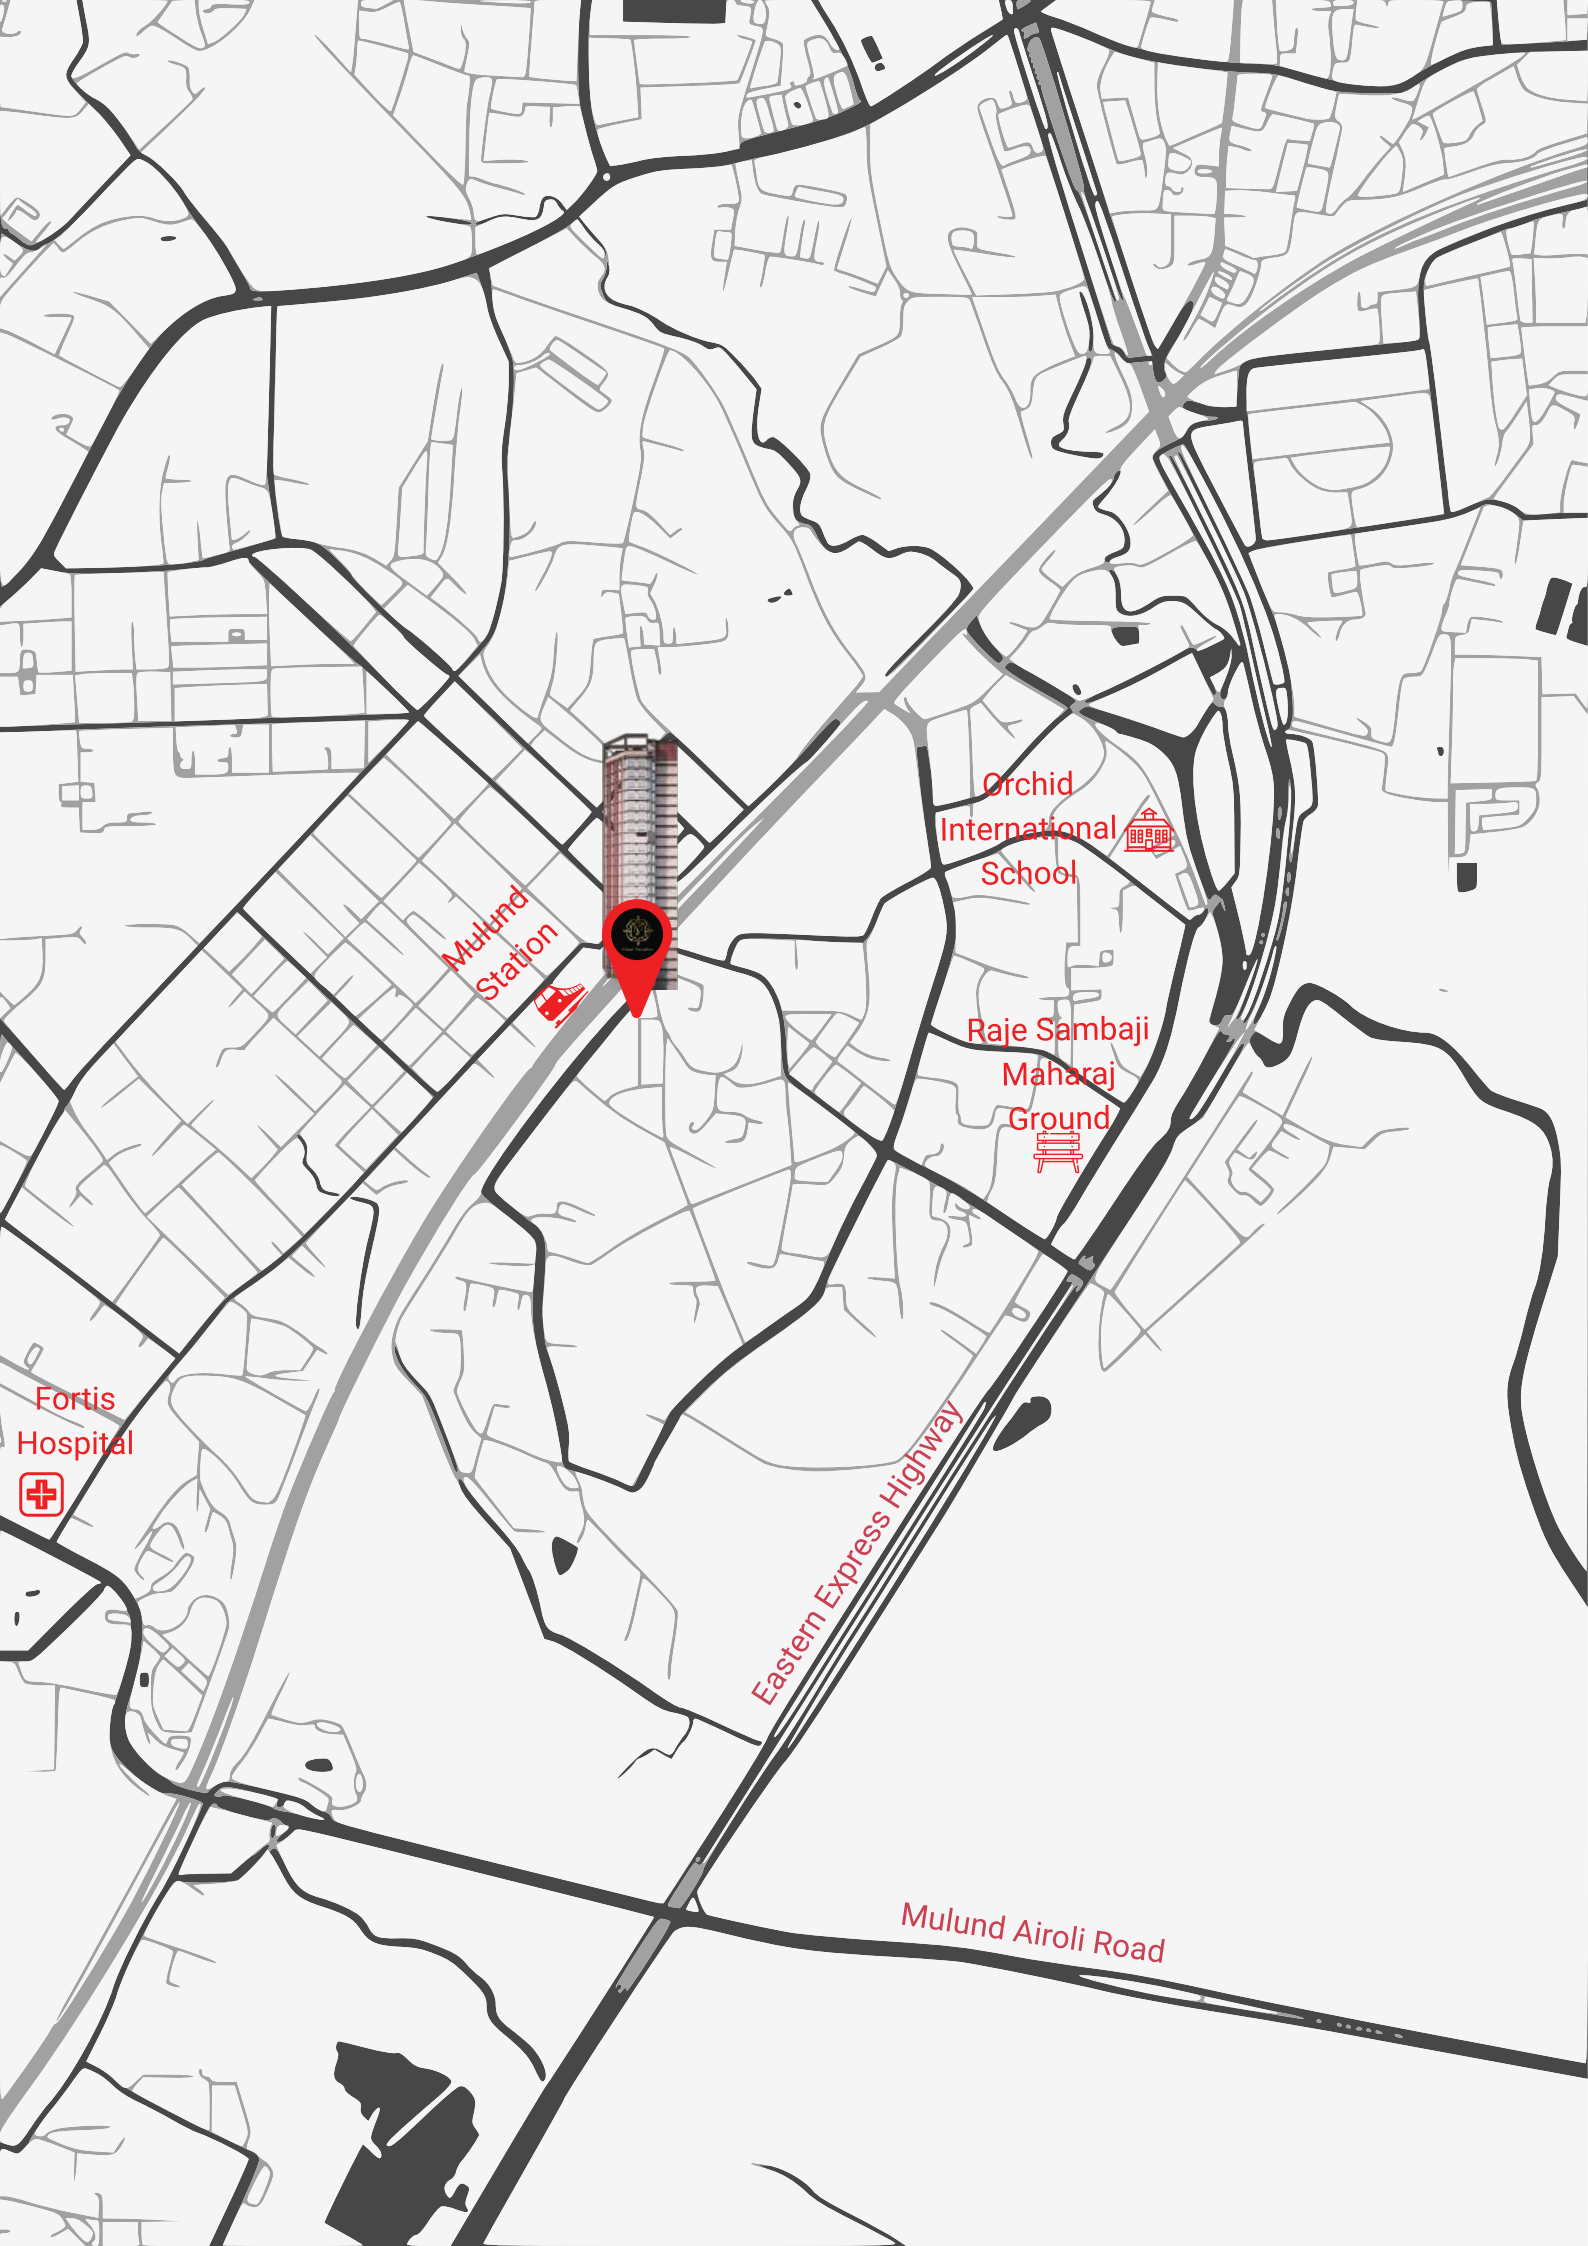 Orchid
International
School
Mulund
Station
Raje Sambaji
Maharaj
Ground
Fortis
Hospital
Eastern Express Highway
Mulund Airoli Road